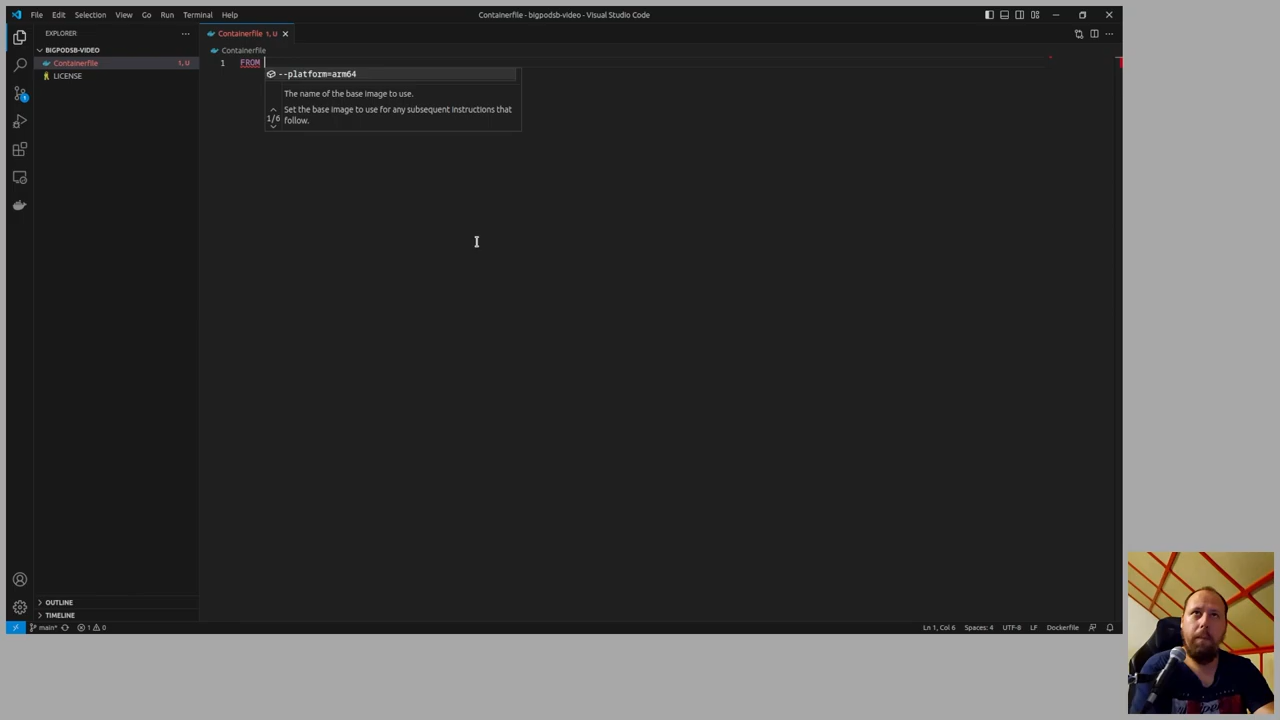 File Edit Selection View Go Run Terminal Help
Containerfile - bigpodsb-video - Visual Studio Code
EXPLORER
BIGPODSB-VIDEO
Containerfile 1, U
LICENSE
Containerfile 1, U
Containerfile
1 FROM
--platform=arm64
The name of the base image to use.
Set the base image to use for any subsequent instructions that
follow.
1/6
OUTLINE
TIMELINE
main* 1 0
Ln 1, Col 6 Spaces: 4 UTF-8 LF Dockerfile